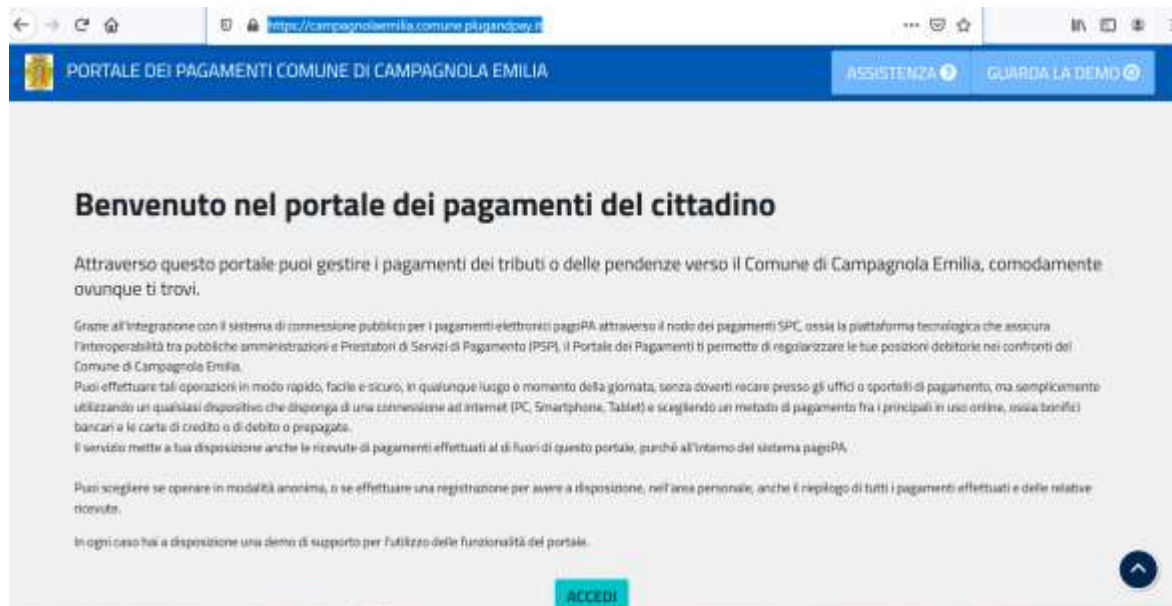 https://campagnolaemilia.comune.plugandpay.it
PORTALE DEI PAGAMENTI COMUNE DI CAMPAGNOLA EMILIA
ASSISTENZA
GUARDA LA DEMO
Benvenuto nel portale dei pagamenti del cittadino
Attraverso questo portale puoi gestire i pagamenti dei tributi o delle pendenze verso il Comune di Campagnola Emilia, comodamente
ovunque ti trovi.
Grazie all'integrazione con il sistema di connessione pubblico per i pagamenti elettronici pagoPA attraverso il nodo dei pagamenti SPC, ossia la piattaforma tecnologica che assicura
l'interoperabilità tra pubbliche amministrazioni e Prestatori di Servizi di Pagamento (PSP), il Portale dei Pagamenti ti permette di regolarizzare le tue posizioni debitorie nei confronti del
Comune di Campagnola Emilia.
Puoi effettuare tali operazioni in modo rapido, facile e sicuro, in qualunque luogo e momento della giornata, senza doverti recare presso gli uffici o sportelli di pagamento, ma semplicemente
utilizzando un qualsiasi dispositivo che disponga di una connessione ad internet (PC, Smartphone, Tablet) e scegliendo un metodo di pagamento fra i principali in uso online, ossia bonifici
bancari e le carte di credito o di debito o prepagate.
Il servizio mette a tua disposizione anche le ricevute di pagamenti effettuati al di fuori di questo portale, purché all'interno del sistema pagoPA.
Puoi scegliere se operare in modalità anonima, o se effettuare una registrazione per avere a disposizione, nell'area personale, anche il riepilogo di tutti i pagamenti effettuati e delle relative
ricevute.
In ogni caso hai a disposizione una demo di supporto per l'utilizzo delle funzionalità del portale.
ACCEDI